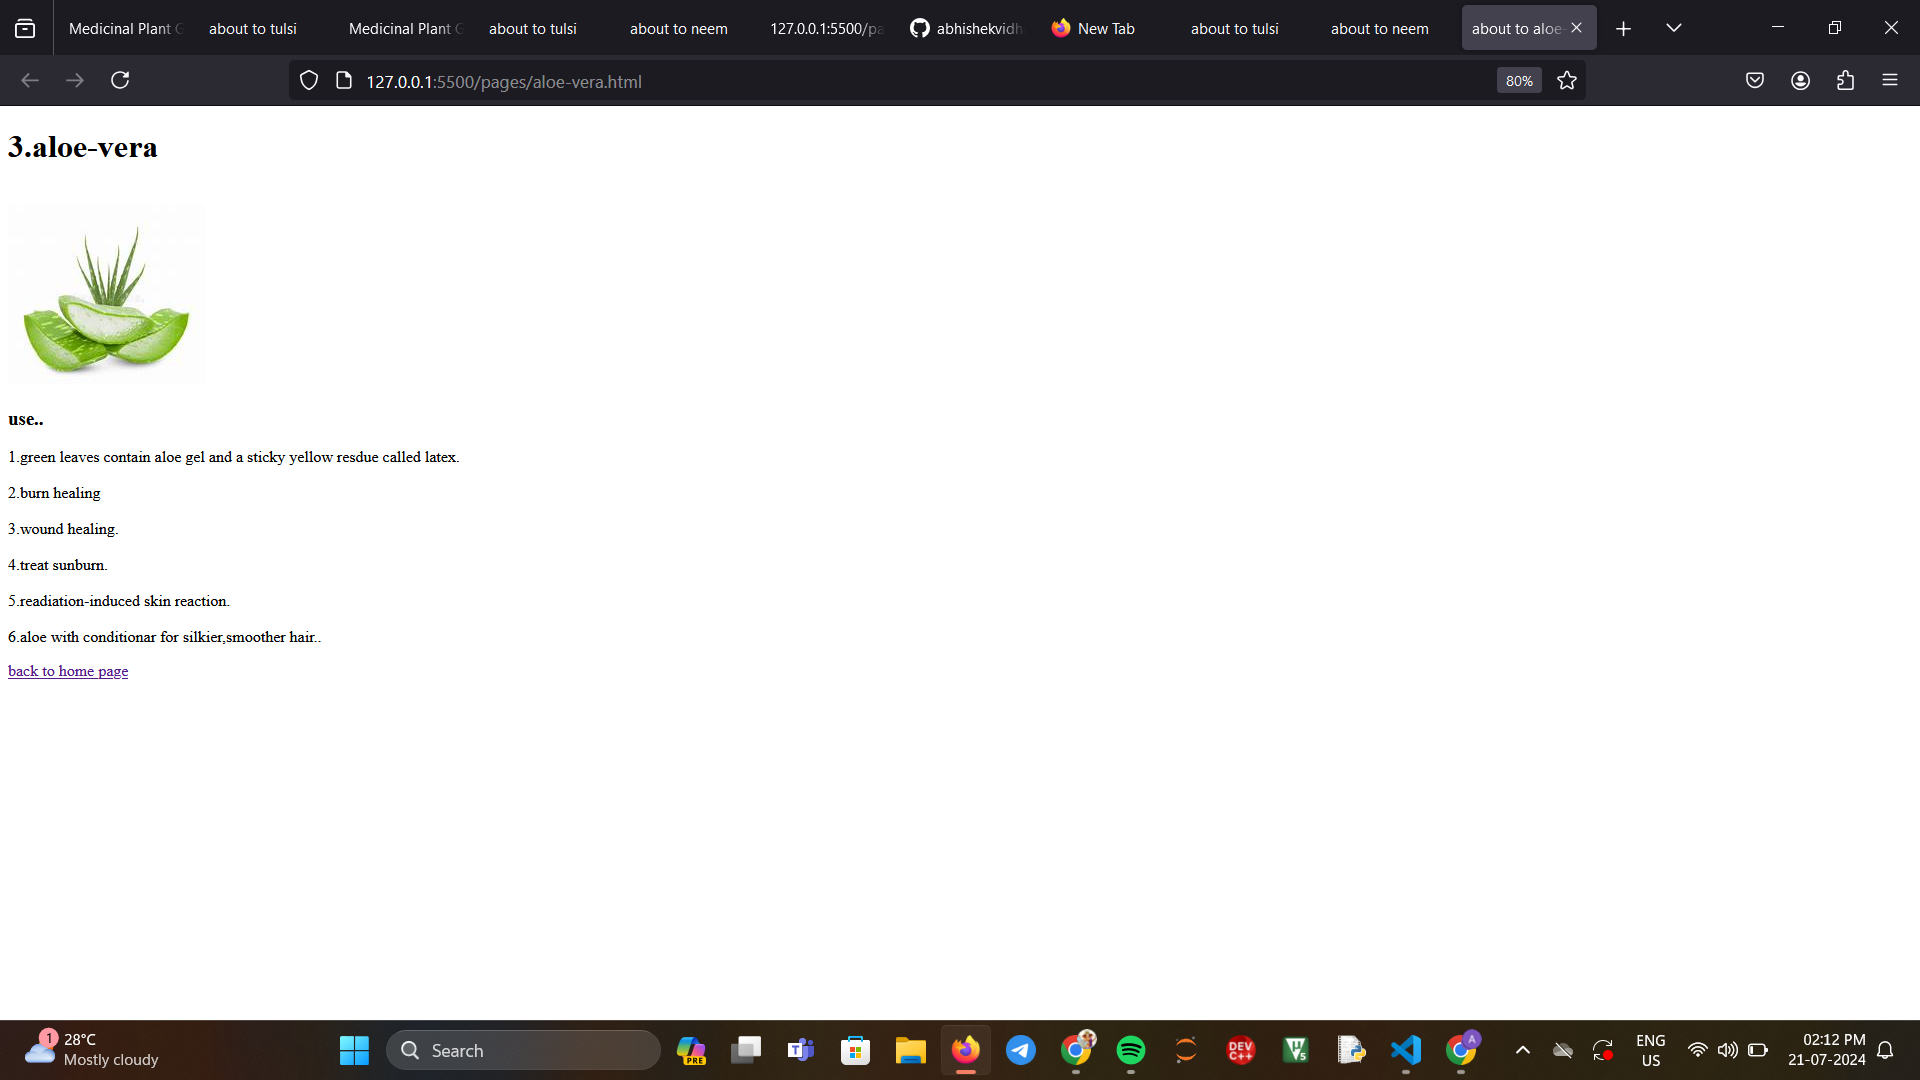 Medicinal Plant G
about to tulsi
Medicinal Plant G
about to tulsi
about to neem
127.0.0.1:5500/pa
abhishekvidh
New Tab
about to tulsi
about to neem
about to aloe-
127.0.0.1:5500/pages/aloe-vera.html
80%
3.aloe-vera
use..
1.green leaves contain aloe gel and a sticky yellow resdue called latex.
2.burn healing
3.wound healing.
4.treat sunburn.
5.readiation-induced skin reaction.
6.aloe with conditionar for silkier,smoother hair..
back to home page
1
28°C
Mostly cloudy
Search
PRE
T
DEV
C++
5
A
ENG
US
02:12 PM
21-07-2024